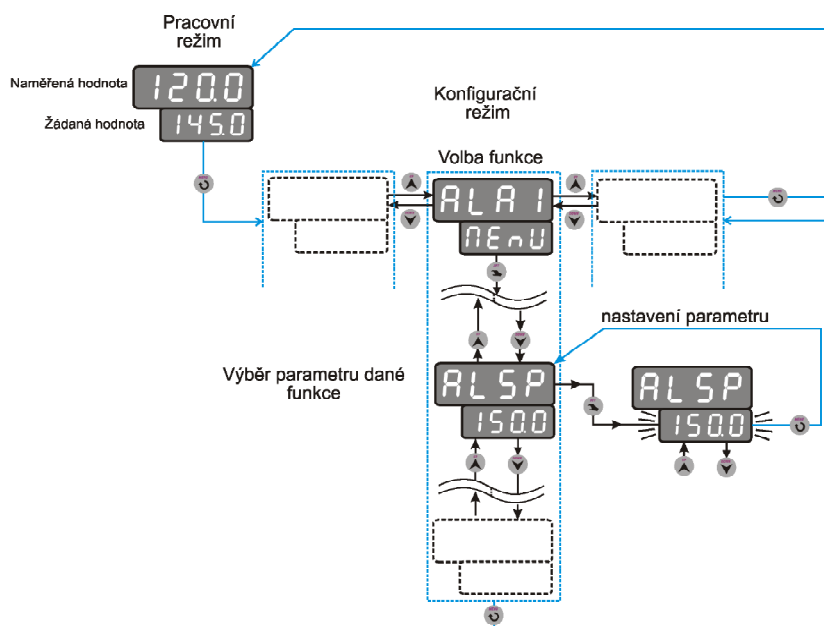 Pracovní
režim
Naměřená hodnota
120.0
Žádaná hodnota
145.0
Konfigurační
režim
Volba funkce
ALA1
MEnU
nastavení parametru
Výběr parametru dané
funkce
ALSP
150.0
ALSP
150.0